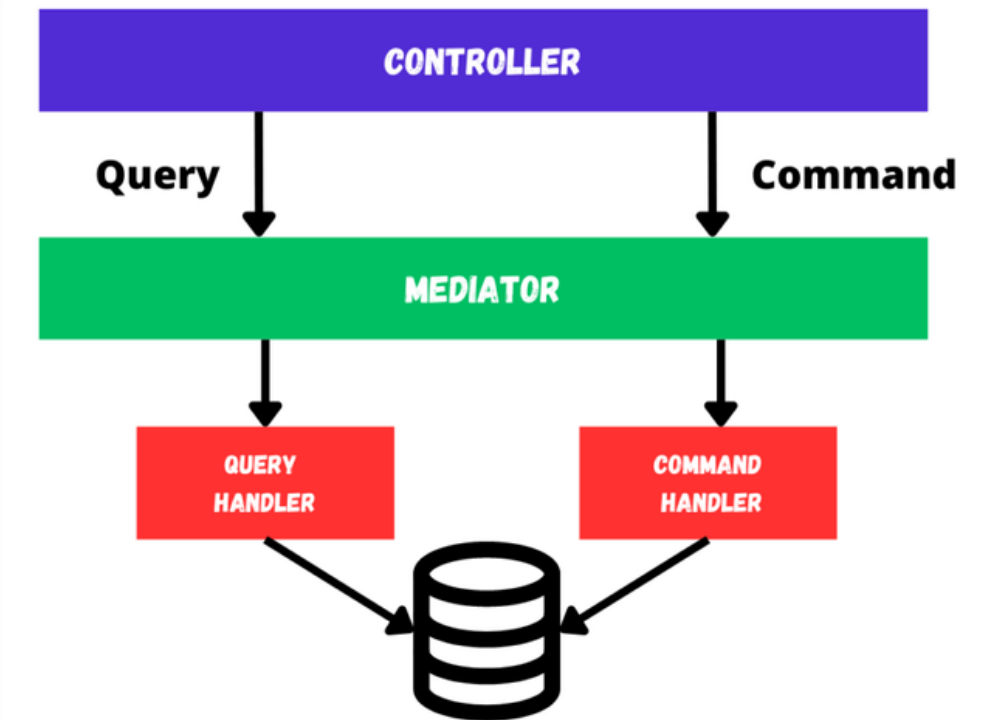 CONTROLLER
Query
Command
MEDIATOR
QUERY
HANDLER
COMMAND
HANDLER